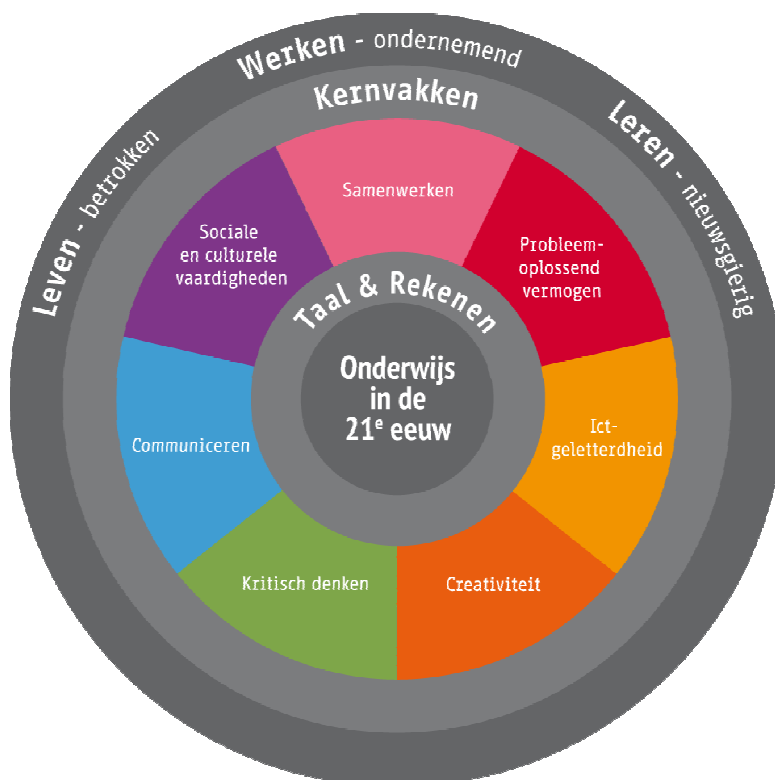 Werken - ondernemend
Leven - betrokken
Leren - nieuwsgierig
Kernvakken
Samenwerken
Sociale
en culturele
vaardigheden
Probleem-
oplossend
vermogen
Taal & Rekenen
Onderwijs
in de
21e eeuw
Communiceren
Ict-
geletterdheid
Kritisch denken
Creativiteit